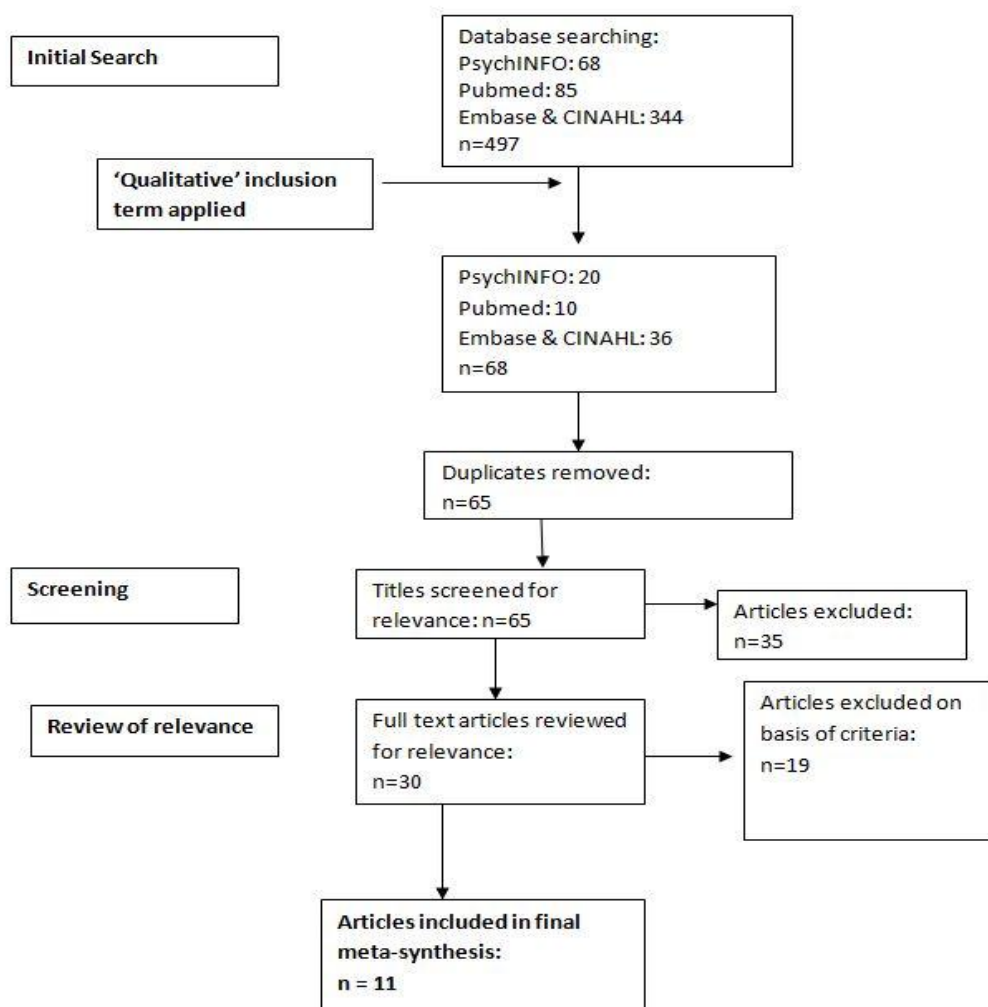 Initial Search
Database searching:
PsychINFO: 68
Pubmed: 85
Embase & CINAHL: 344
n=497
‘Qualitative’ inclusion
term applied
PsychINFO: 20
Pubmed: 10
Embase & CINAHL: 36
n=68
Duplicates removed:
n=65
Screening
Titles screened for
relevance: n=65
Articles excluded:
n=35
Review of relevance
Full text articles reviewed
for relevance:
n=30
Articles excluded on
basis of criteria:
n=19
Articles included in final
meta-synthesis:
n = 11